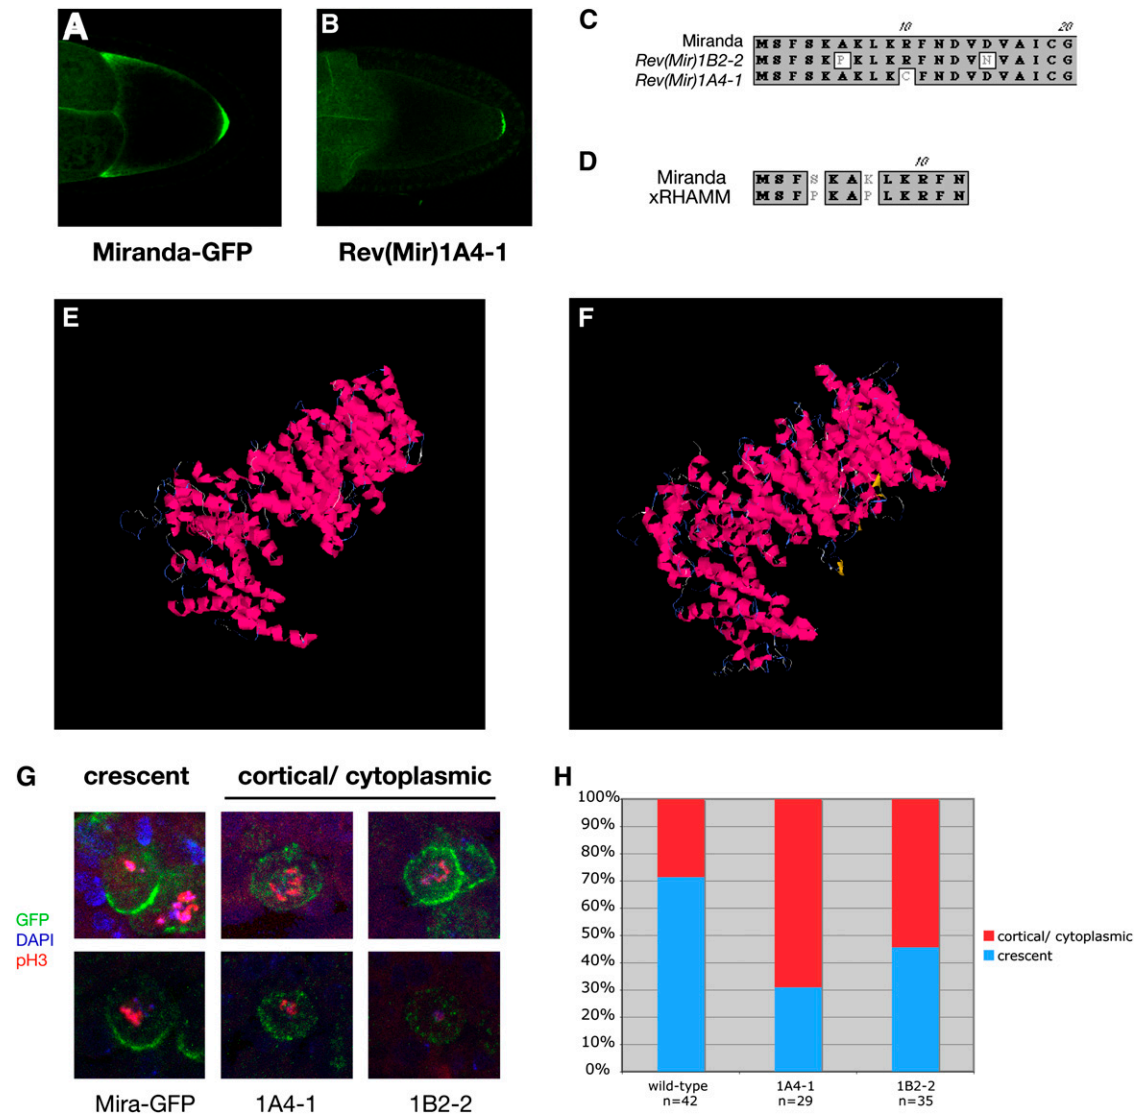 A
B
Miranda-GFP
Rev(Mir)1A4-1
C
10 20
Miranda M S F S K A K L K R F N D V D V A I C G
Rev(Mir)1B2-2 M S F S K P K L K R F N D V N V A I C G
Rev(Mir)1A4-1 M S F S K A K L K C F N D V D V A I C G
D
10
Miranda M S F S K A K L K R F N
xRHAMM M S F P K A P L K R F N
E
F
G
crescent
cortical/ cytoplasmic
GFP
DAPI
pH3
Mira-GFP
1A4-1
1B2-2
H
100%
90%
80%
70%
60%
50%
40%
30%
20%
10%
0%
wild-type
n=42
1A4-1
n=29
1B2-2
n=35
cortical/ cytoplasmic
crescent